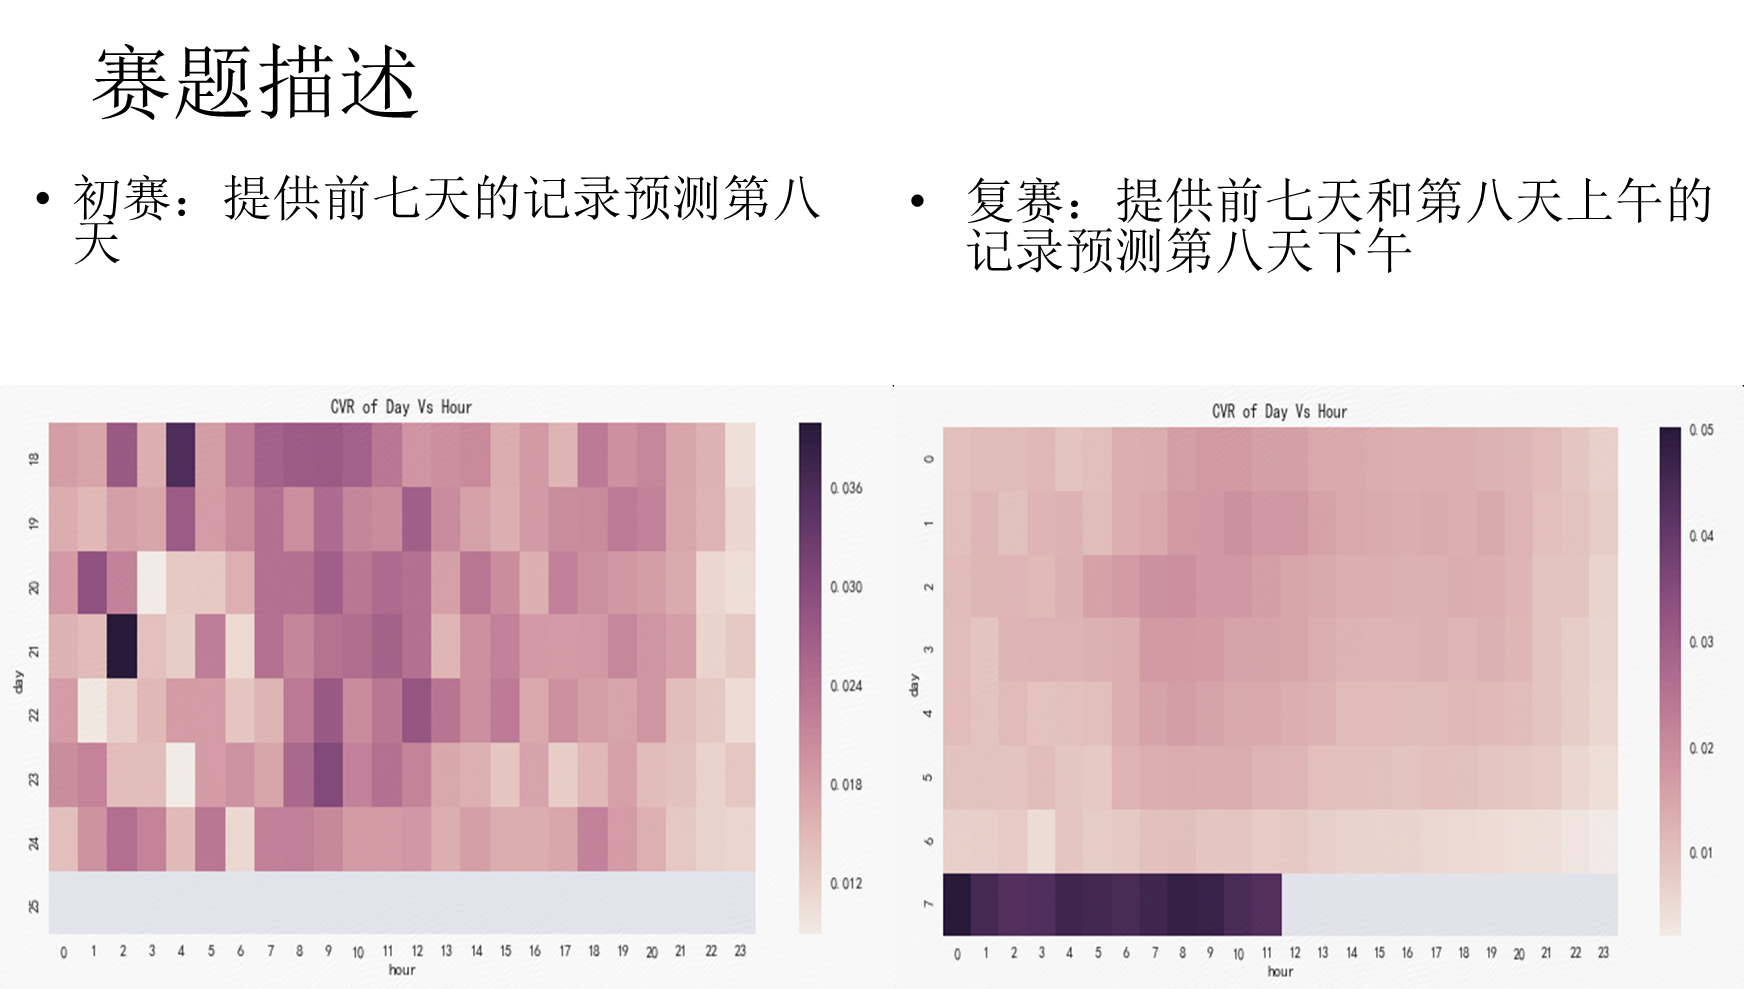 赛题描述
• 初赛：提供前七天的记录预测第八
天
• 复赛：提供前七天和第八天上午的
记录预测第八天下午
CVR of Day Vs Hour
18
19
20
21
22
23
24
25
day
0 1 2 3 4 5 6 7 8 9 10 11 12 13 14 15 16 17 18 19 20 21 22 23
hour
0.036
0.030
0.024
0.018
0.012
CVR of Day Vs Hour
0
1
2
3
4
5
6
7
day
0 1 2 3 4 5 6 7 8 9 10 11 12 13 14 15 16 17 18 19 20 21 22 23
hour
0.05
0.04
0.03
0.02
0.01